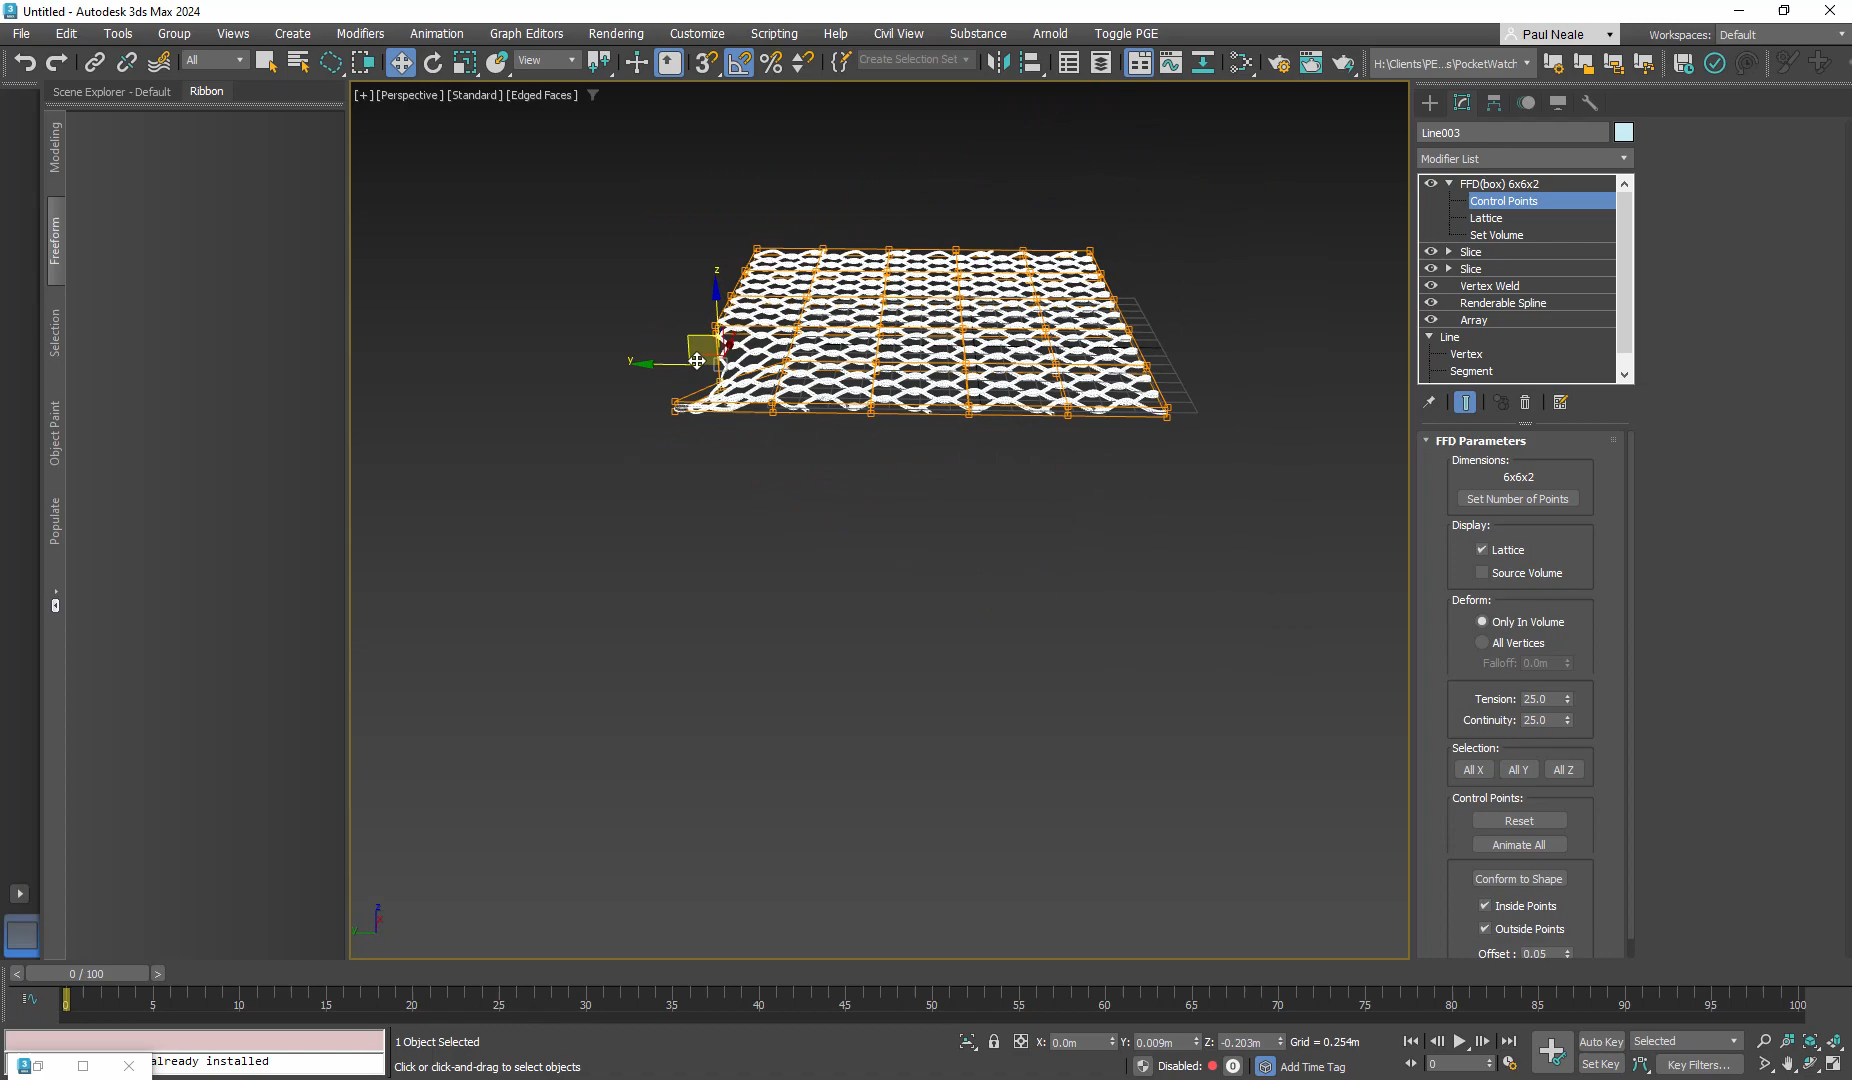 Untitled - Autodesk 3ds Max 2024
File Edit Tools Group Views Create Modifiers Animation Graph Editors Rendering Customize Scripting Help Civil View Substance Arnold Toggle PGE Paul Neale Workspaces: Default
All View Create Selection Set H:\Clients\PE...s\PocketWatch
Scene Explorer - Default Ribbon
[+] [Perspective] [Standard] [Edged Faces]
Modeling
Freeform
Selection
Object Paint
Populate
z
y
z
x
y
Line003
Modifier List
FFD(box) 6x6x2
Control Points
Lattice
Set Volume
Slice
Slice
Vertex Weld
Renderable Spline
Array
Line
Vertex
Segment
FFD Parameters
Dimensions:
6x6x2
Set Number of Points
Display:
Lattice
Source Volume
Deform:
Only In Volume
All Vertices
Falloff: 0.0m
Tension: 25.0
Continuity: 25.0
Selection:
All X All Y All Z
Control Points:
Reset
Animate All
Conform to Shape
Inside Points
Outside Points
Offset : 0.05
< 0 / 100 >
0 5 10 15 20 25 30 35 40 45 50 55 60 65 70 75 80 85 90 95 100
already installed
1 Object Selected
Click or click-and-drag to select objects
X: 0.0m Y: 0.009m Z: -0.203m Grid = 0.254m
Disabled: 0 Add Time Tag
0
Auto Key Selected
Set Key Key Filters...